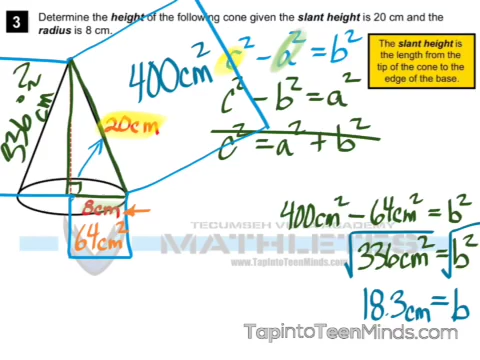 3 Determine the height of the following cone given the slant height is 20 cm and the
radius is 8 cm.
The slant height is
the length from the
tip of the cone to the
edge of the base.
400cm²
c² - a² = b²
c² - b² = a²
c² = a² + b²
336cm²
20cm
8cm
64cm²
400cm² - 64cm² = b²
√336cm² = √b²
18.3cm = b
MATHLETES
www.TapIntoTeenMinds.com
TapintoTeenMinds.com